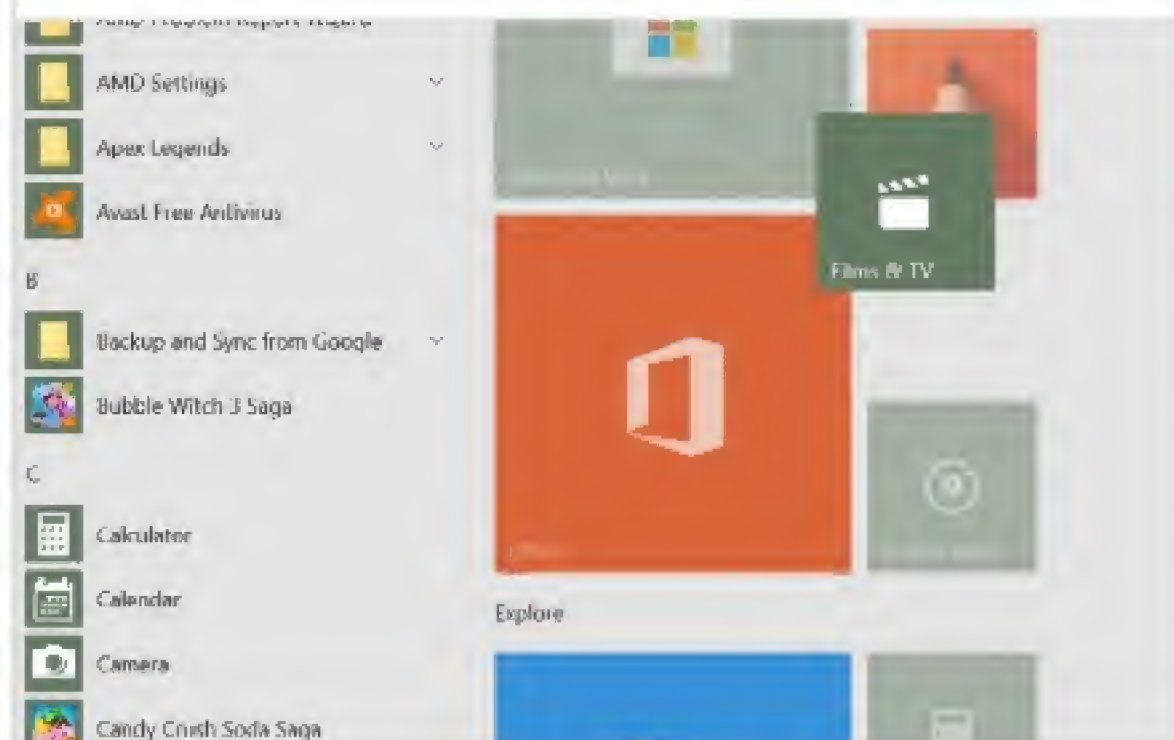 AMD Settings
Apex Legends
Avast Free Antivirus
B
Backup and Sync from Google
Bubble Witch 3 Saga
C
Calculator
Calendar
Camera
Candy Crush Soda Saga
Films & TV
Explore